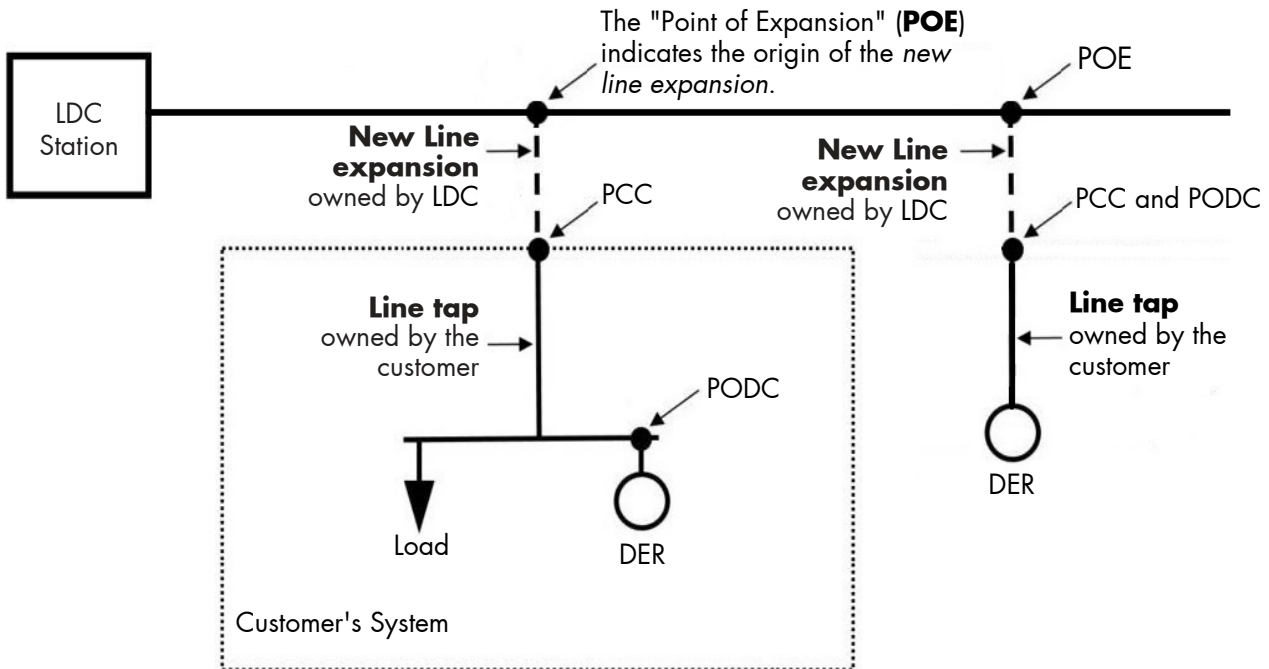 The "Point of Expansion" (POE)
indicates the origin of the new
line expansion.
POE
LDC
Station
New Line
expansion
owned by LDC
New Line
expansion
owned by LDC
PCC
PCC and PODC
Line tap
owned by the
customer
Line tap
owned by the
customer
PODC
DER
Load
DER
Customer's System